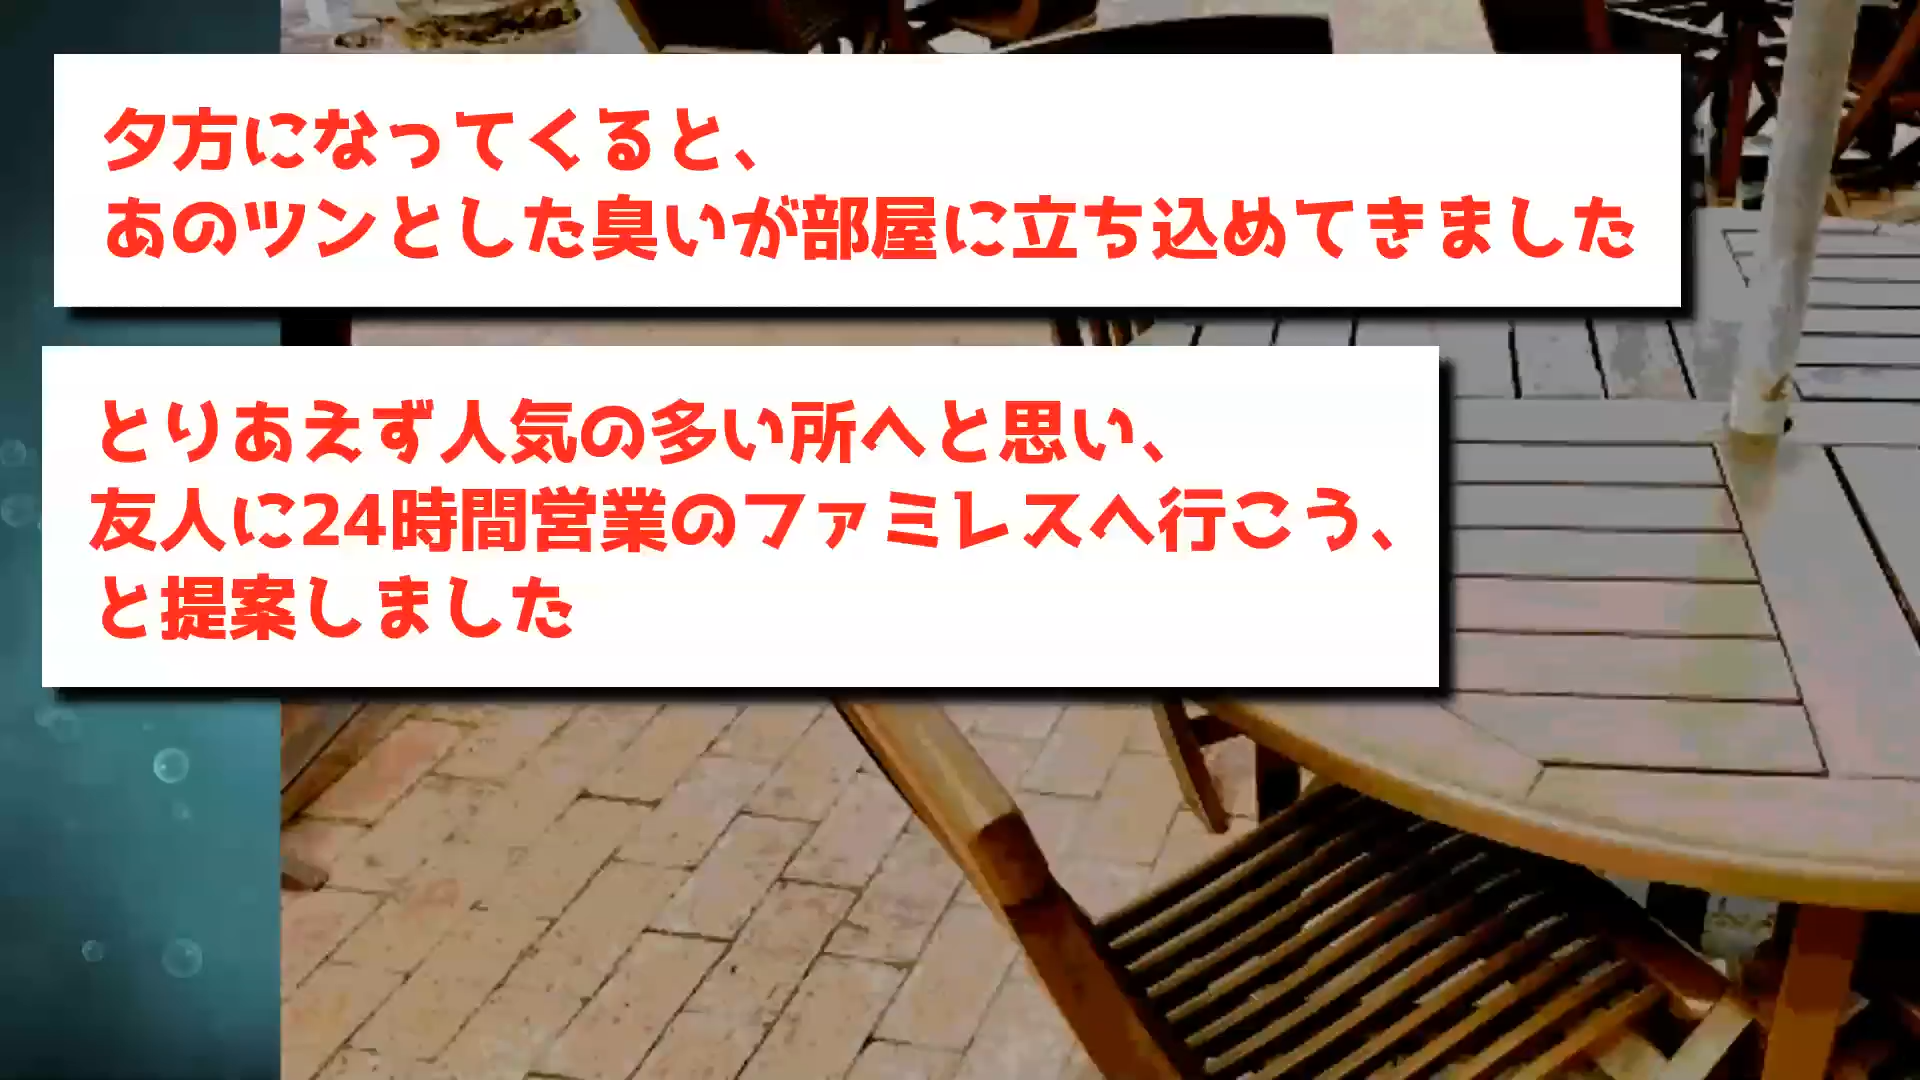 夕方になってくると、
あのツンとした臭いが部屋に立ち込めてきました
とりあえず人気の多い所へと思い、
友人に24時間営業のファミレスへ行こう、
と提案しました